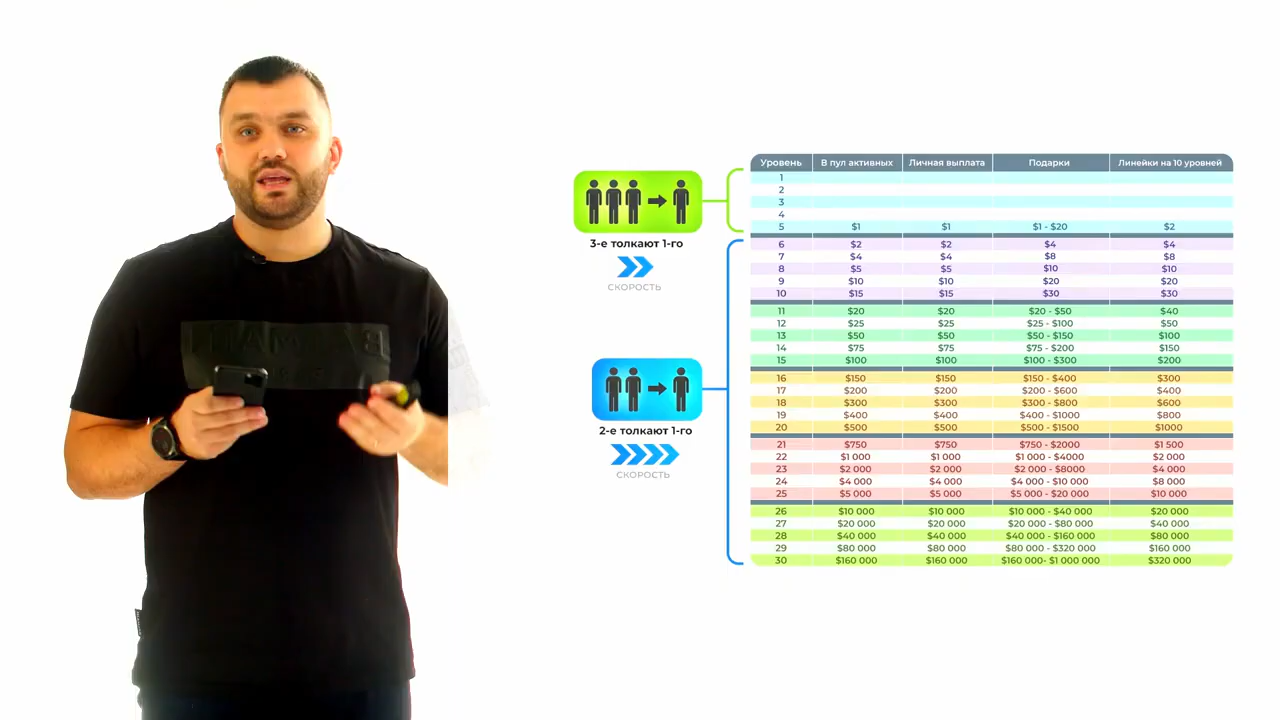 Уровень В пул активных Личная выплата Подарки Линейки на 10 уровней
1
2
3
4
5 $1 $1 $1 - $20 $2
6 $2 $2 $4 $4
7 $4 $4 $8 $8
8 $5 $5 $10 $10
9 $10 $10 $20 $20
10 $15 $15 $30 $30
11 $20 $20 $20 - $50 $40
12 $25 $25 $25 - $100 $50
13 $50 $50 $50 - $150 $100
14 $75 $75 $75 - $200 $150
15 $100 $100 $100 - $300 $200
16 $150 $150 $150 - $400 $300
17 $200 $200 $200 - $600 $400
18 $300 $300 $300 - $800 $600
19 $400 $400 $400 - $1000 $800
20 $500 $500 $500 - $1500 $1000
21 $750 $750 $750 - $2000 $1 500
22 $1 000 $1 000 $1 000 - $4000 $2 000
23 $2 000 $2 000 $2 000 - $8000 $4 000
24 $4 000 $4 000 $4 000 - $10 000 $8 000
25 $5 000 $5 000 $5 000 - $20 000 $10 000
26 $10 000 $10 000 $10 000 - $40 000 $20 000
27 $20 000 $20 000 $20 000 - $80 000 $40 000
28 $40 000 $40 000 $40 000 - $160 000 $80 000
29 $80 000 $80 000 $80 000 - $320 000 $160 000
30 $160 000 $160 000 $160 000- $1 000 000 $320 000
3-е толкают 1-го
СКОРОСТЬ
2-е толкают 1-го
СКОРОСТЬ